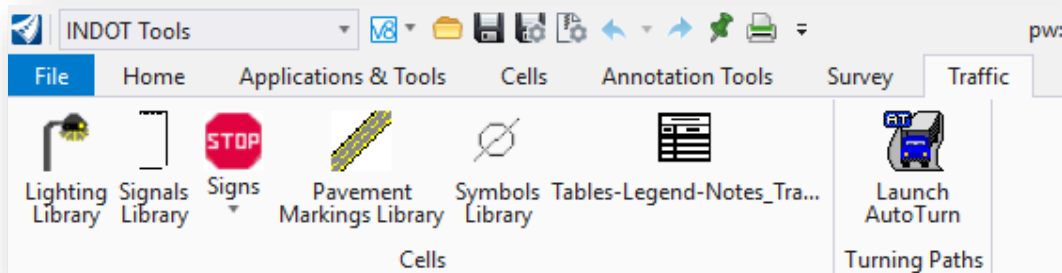 INDOT Tools
V8
pw:
File Home Applications & Tools Cells Annotation Tools Survey Traffic
STOP
AT
Lighting Library
Signals Library
Signs
Pavement Markings Library
Symbols Library
Tables-Legend-Notes_Tra...
Launch AutoTurn
Cells
Turning Paths